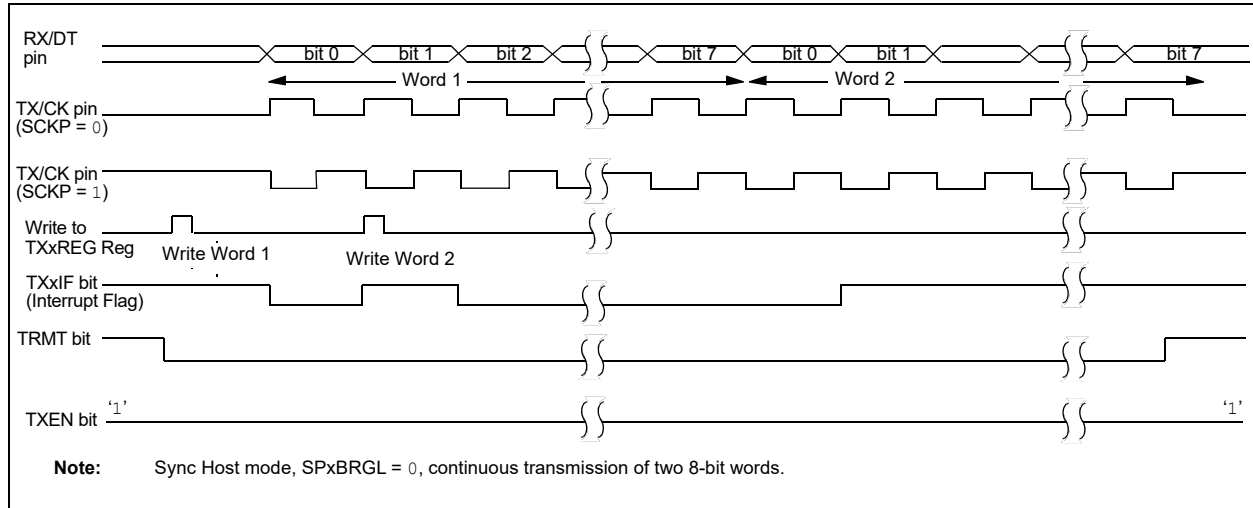 RX/DT
pin
bit 0 bit 1 bit 2 bit 7 bit 0 bit 1 bit 7
Word 1 Word 2
TX/CK pin
(SCKP = 0)
TX/CK pin
(SCKP = 1)
Write to
TXxREG Reg
Write Word 1 Write Word 2
TXxIF bit
(Interrupt Flag)
TRMT bit
TXEN bit ‘1’ ‘1’
Note: Sync Host mode, SPxBRGL = 0, continuous transmission of two 8-bit words.